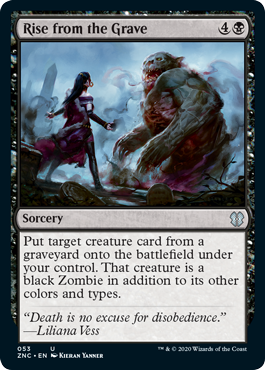 Rise from the Grave 4
Sorcery
Put target creature card from a
graveyard onto the battlefield under
your control. That creature is a
black Zombie in addition to its other
colors and types.
“Death is no excuse for disobedience.”
—Liliana Vess
053 U
ZNC • EN KIERAN YANNER ™ & © 2020 Wizards of the Coast